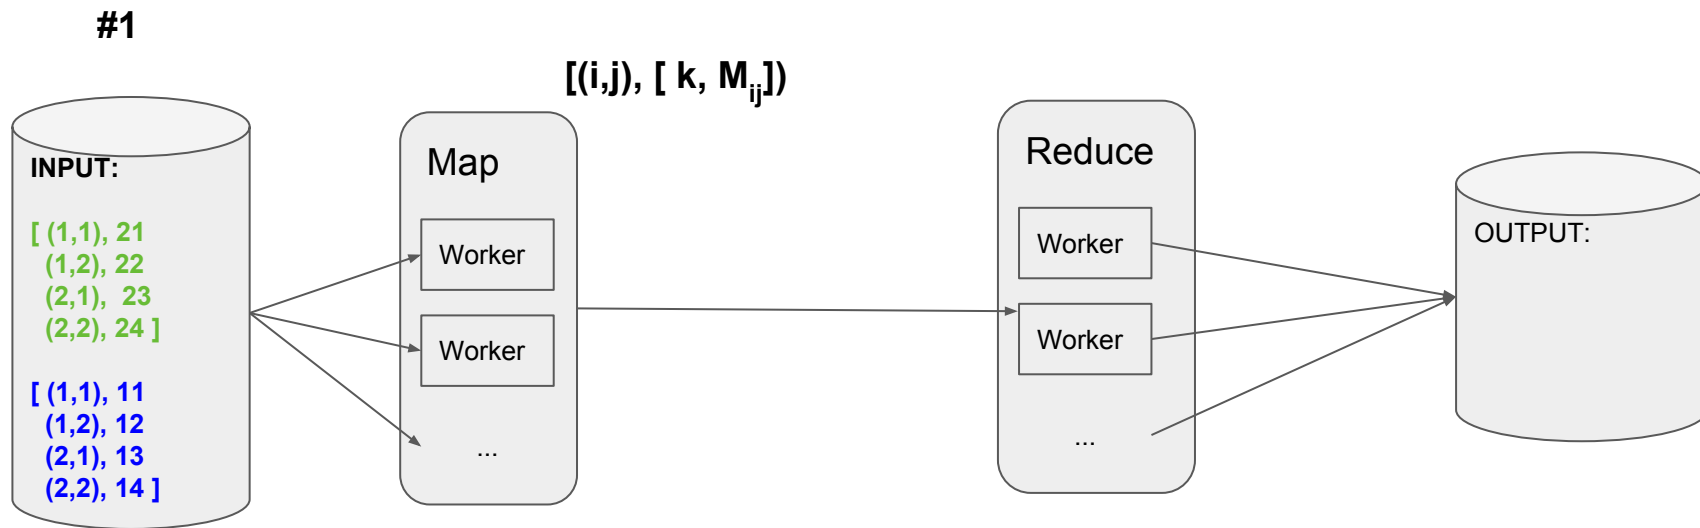 #1
[(i,j), [ k, Mij])
INPUT:
[ (1,1), 21
(1,2), 22
(2,1), 23
(2,2), 24 ]
[ (1,1), 11
(1,2), 12
(2,1), 13
(2,2), 14 ]
Map
Worker
Worker
...
Reduce
Worker
Worker
...
OUTPUT: